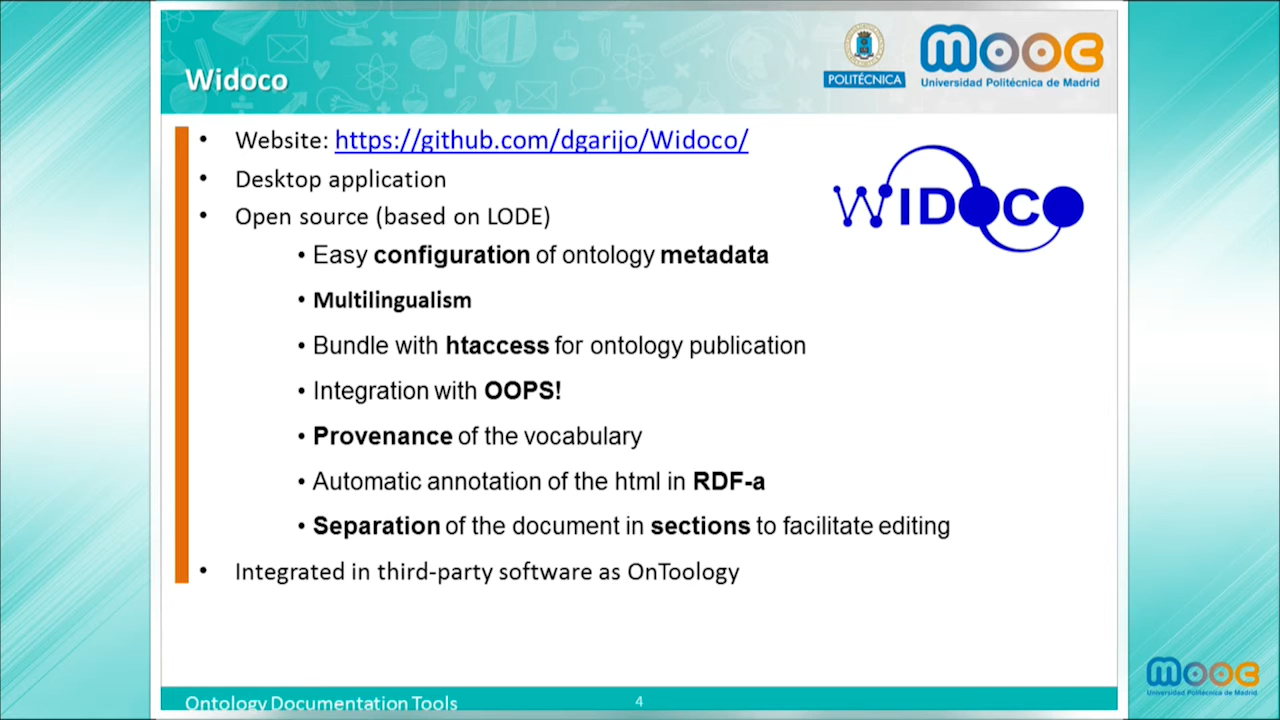 Widoco
POLITÉCNICA
MOOC
Universidad Politécnica de Madrid
• Website: https://github.com/dgarijo/Widoco/
• Desktop application
• Open source (based on LODE)
• Easy configuration of ontology metadata
• Multilingualism
• Bundle with htaccess for ontology publication
• Integration with OOPS!
• Provenance of the vocabulary
• Automatic annotation of the html in RDF-a
• Separation of the document in sections to facilitate editing
• Integrated in third-party software as OnToology
WIDOCO
Ontology Documentation Tools
4
MOOC
Universidad Politécnica de Madrid